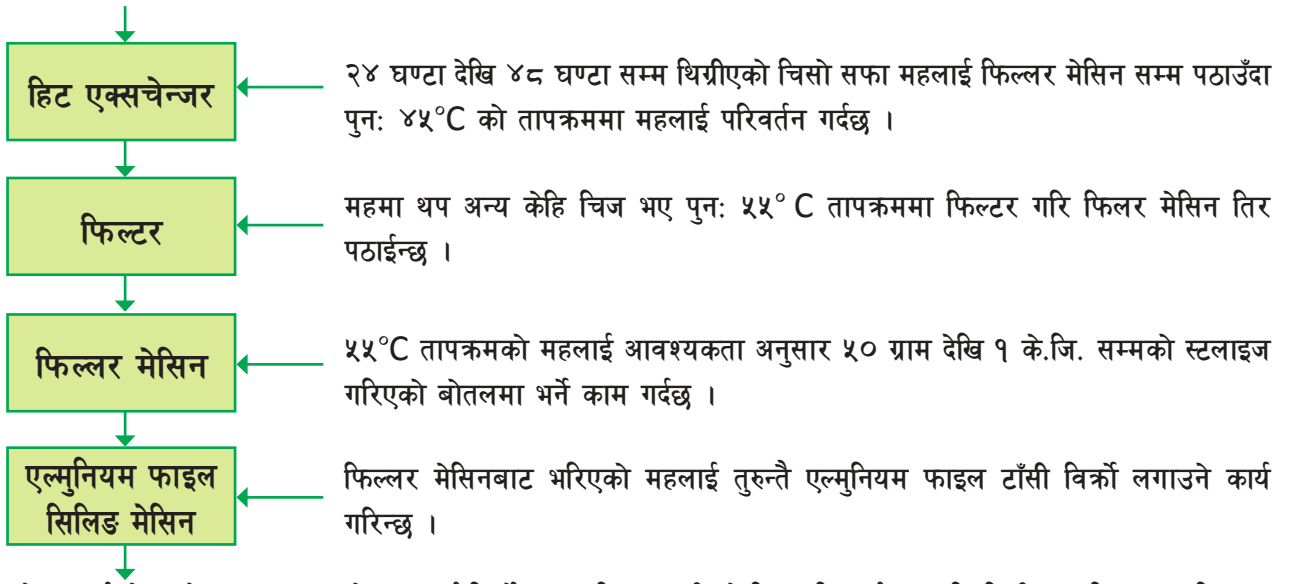 हिट एक्सचेन्जर
२४ घण्टा देखि ४८ घण्टा सम्म थिग्रीएको चिसो सफा महलाई फिल्लर मेसिन सम्म पठाउँदा
पुन: ४५°C को तापक्रममा महलाई परिवर्तन गर्दछ ।
फिल्टर
महमा थप अन्य केहि चिज भए पुन: ५५° C तापक्रममा फिल्टर गरि फिलर मेसिन तिर
पठाईन्छ ।
फिल्लर मेसिन
५५°C तापक्रमको महलाई आवश्यकता अनुसार ५० ग्राम देखि १ के.जि. सम्मको स्टलाइज
गरिएको बोतलमा भर्ने काम गर्दछ ।
एल्मुनियम फाइल
सिलिङ मेसिन
फिल्लर मेसिनबाट भरिएको महलाई तुरुन्तै एल्मुनियम फाइल टाँसी विर्को लगाउने कार्य
गरिन्छ ।